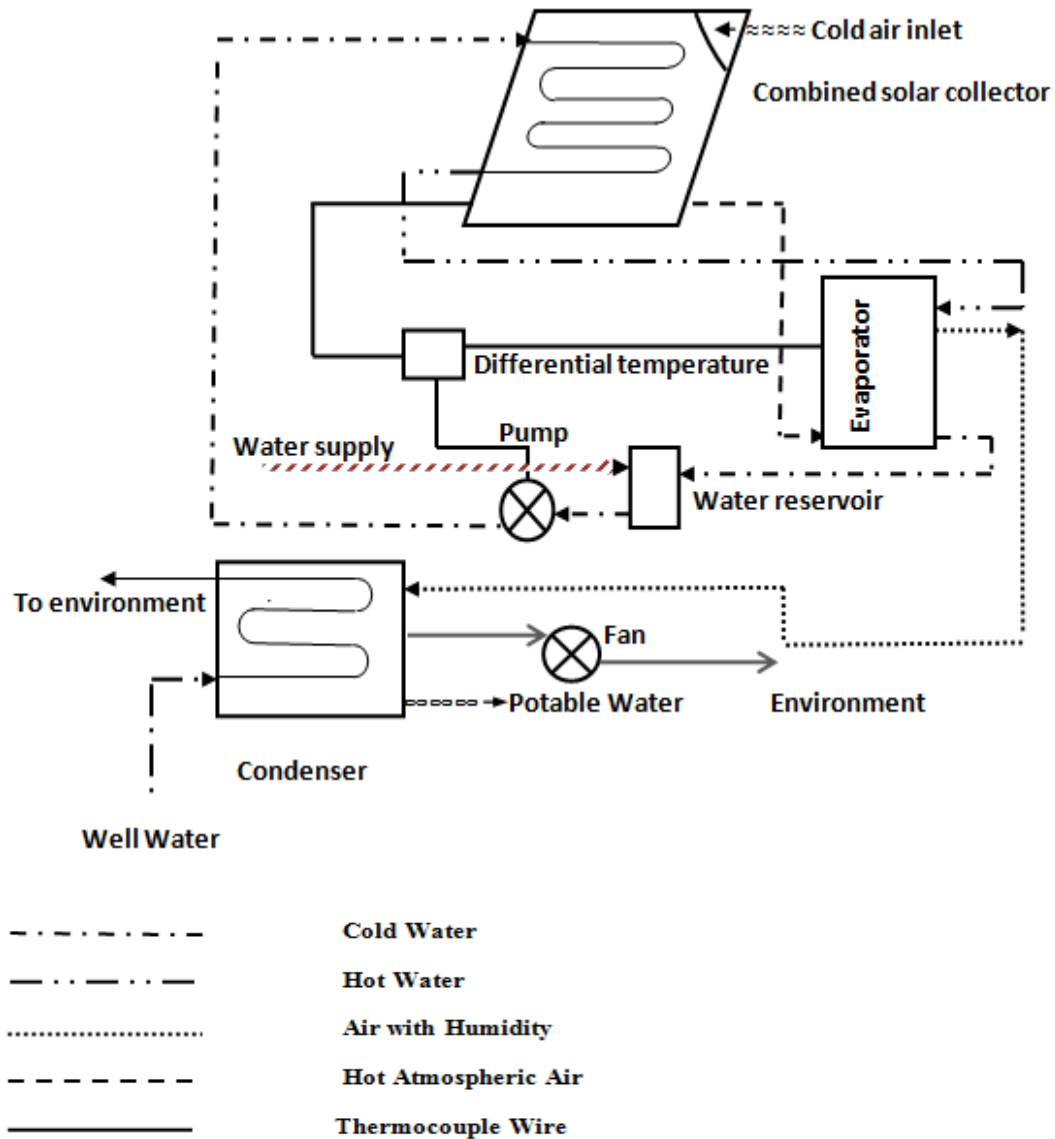 Cold air inlet
Combined solar collector
Evaporator
Differential temperature
Pump
Water supply
Water reservoir
To environment
Fan
Potable Water
Environment
Condenser
Well Water
Cold Water
Hot Water
Air with Humidity
Hot Atmospheric Air
Thermocouple Wire